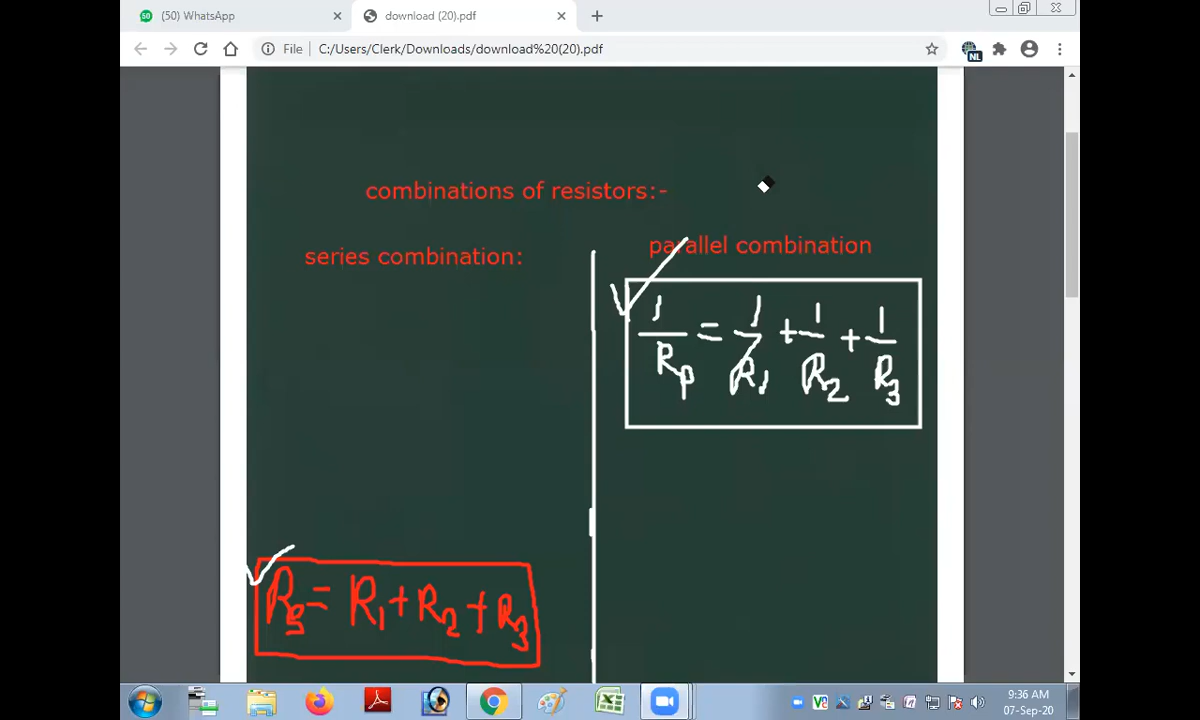 (50) WhatsApp
download (20).pdf
File
C:/Users/Clerk/Downloads/download%20(20).pdf
NL
combinations of resistors:-
series combination:
parallel combination
1/Rp = 1/R1 + 1/R2 + 1/R3
Rs = R1 + R2 + R3
9:36 AM
07-Sep-20